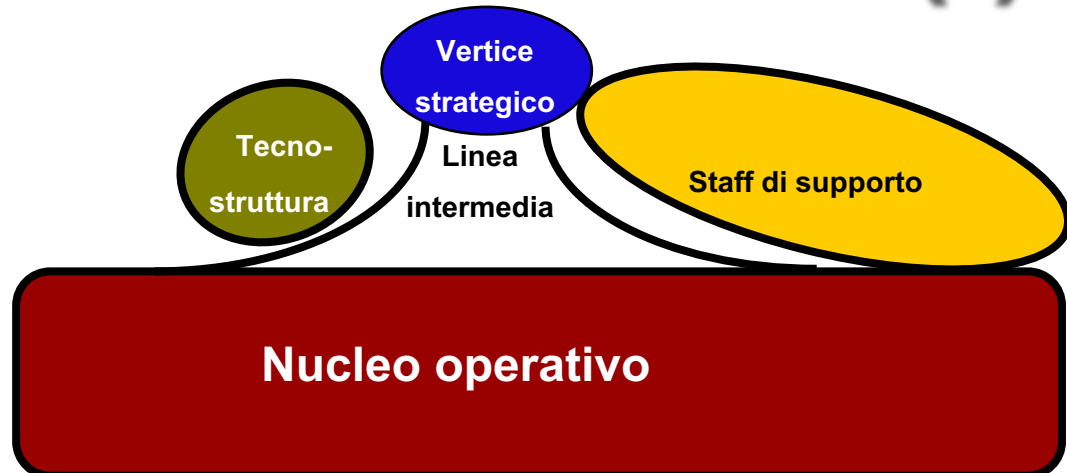 Vertice
strategico
Tecno-
struttura
Linea
intermedia
Staff di supporto
Nucleo operativo